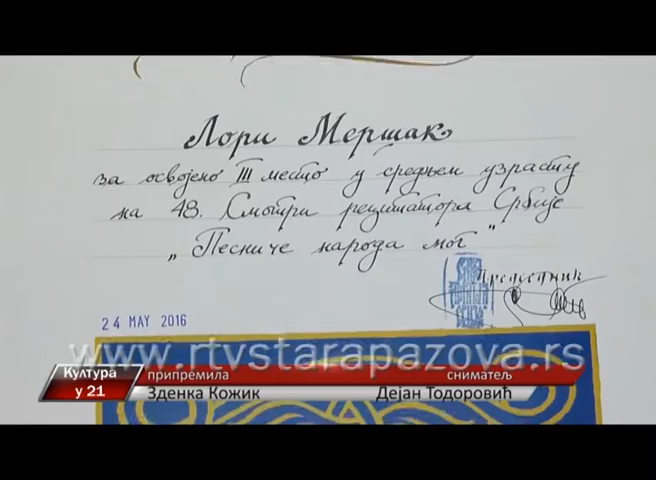 Лори Мершак
за освојено III место у средњем узрасту
на 48. Смотри рецитатора Србије
„Песниче народа мог"
Председник
24 MAY 2016
www.rtvstarapazova.rs
Култура
у 21
припремила
Зденка Кожик
сниматељ
Дејан Тодоровић